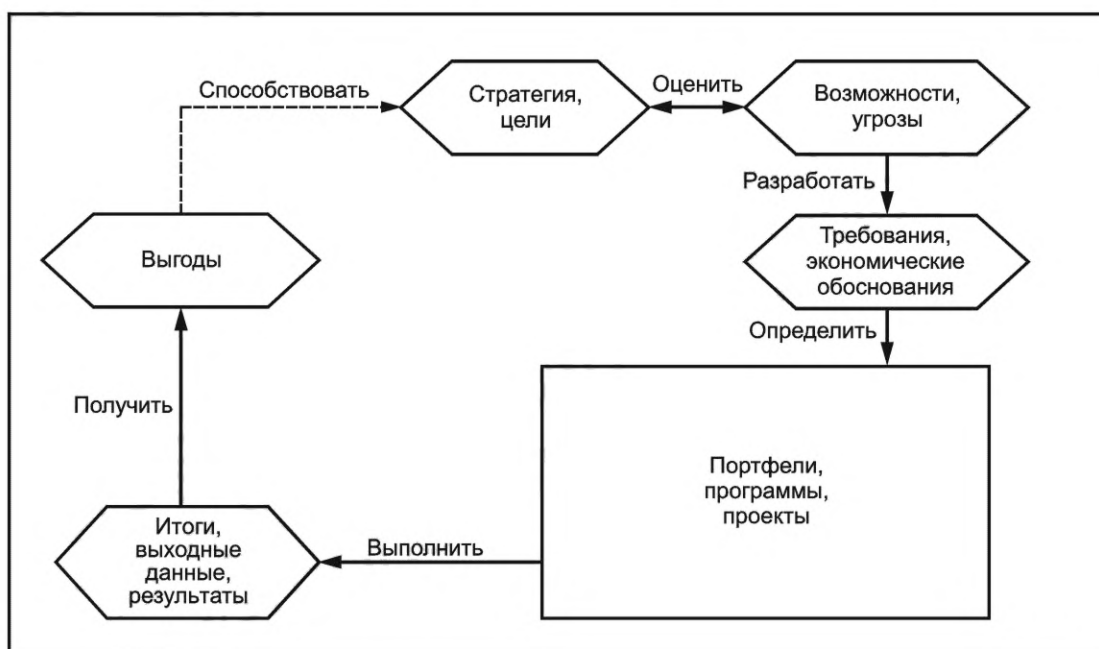 Способствовать
Стратегия,
цели
Оценить
Возможности,
угрозы
Разработать
Требования,
экономические
обоснования
Определить
Портфели,
программы,
проекты
Выполнить
Итоги,
выходные
данные,
результаты
Получить
Выгоды